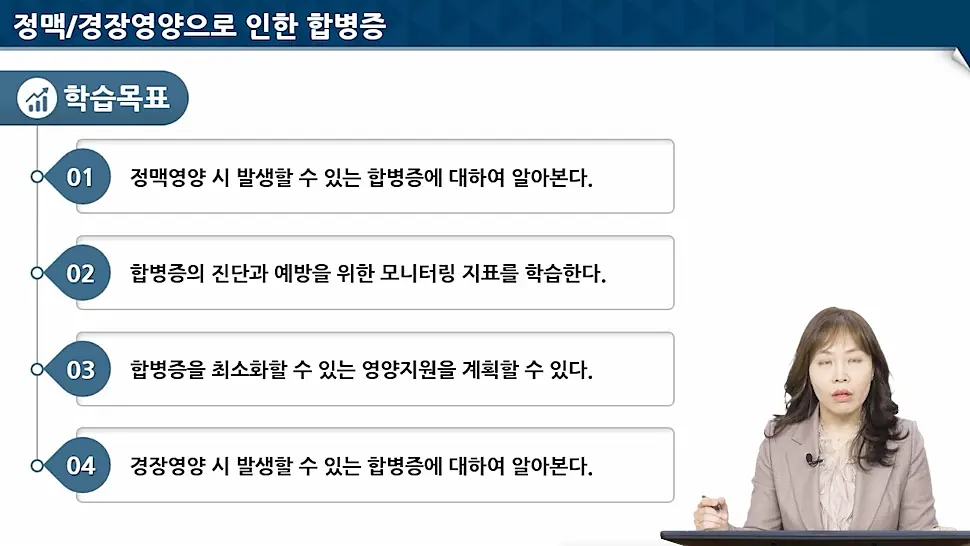 정맥/경장영양으로 인한 합병증
학습목표
01
정맥영양 시 발생할 수 있는 합병증에 대하여 알아본다.
02
합병증의 진단과 예방을 위한 모니터링 지표를 학습한다.
03
합병증을 최소화할 수 있는 영양지원을 계획할 수 있다.
04
경장영양 시 발생할 수 있는 합병증에 대하여 알아본다.